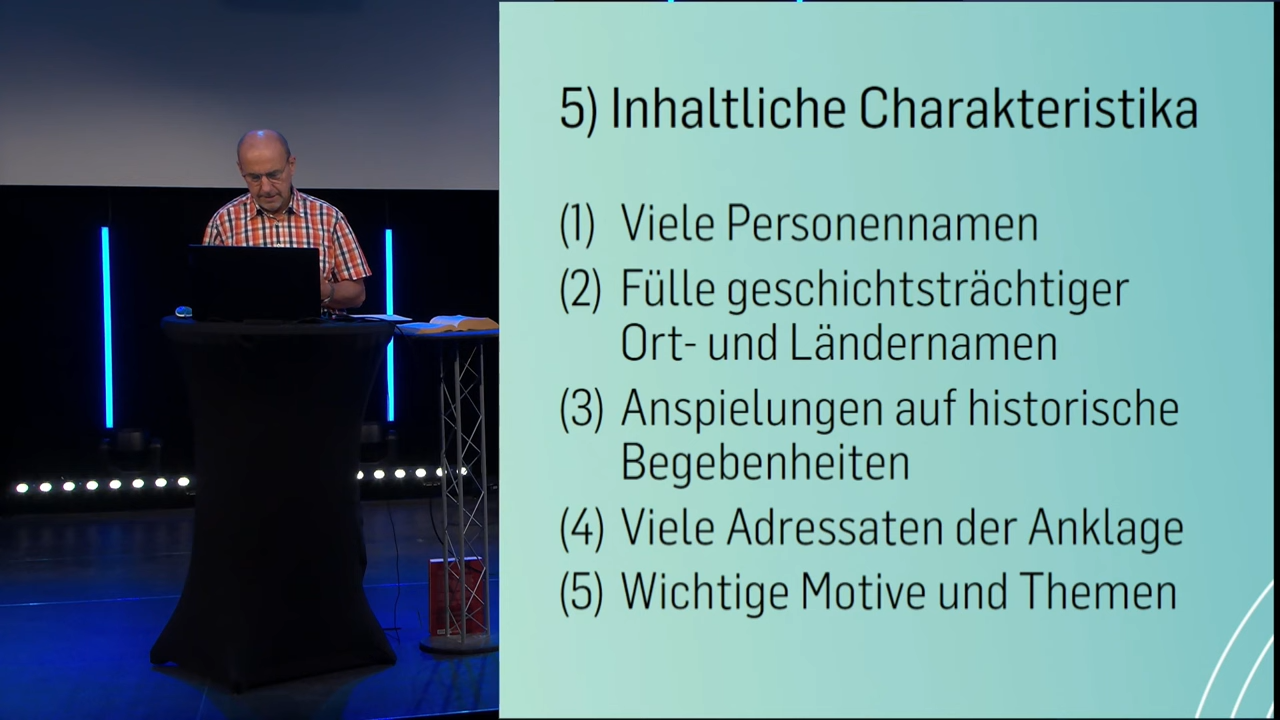 5) Inhaltliche Charakteristika
(1) Viele Personennamen
(2) Fülle geschichtsträchtiger
Ort- und Ländernamen
(3) Anspielungen auf historische
Begebenheiten
(4) Viele Adressaten der Anklage
(5) Wichtige Motive und Themen